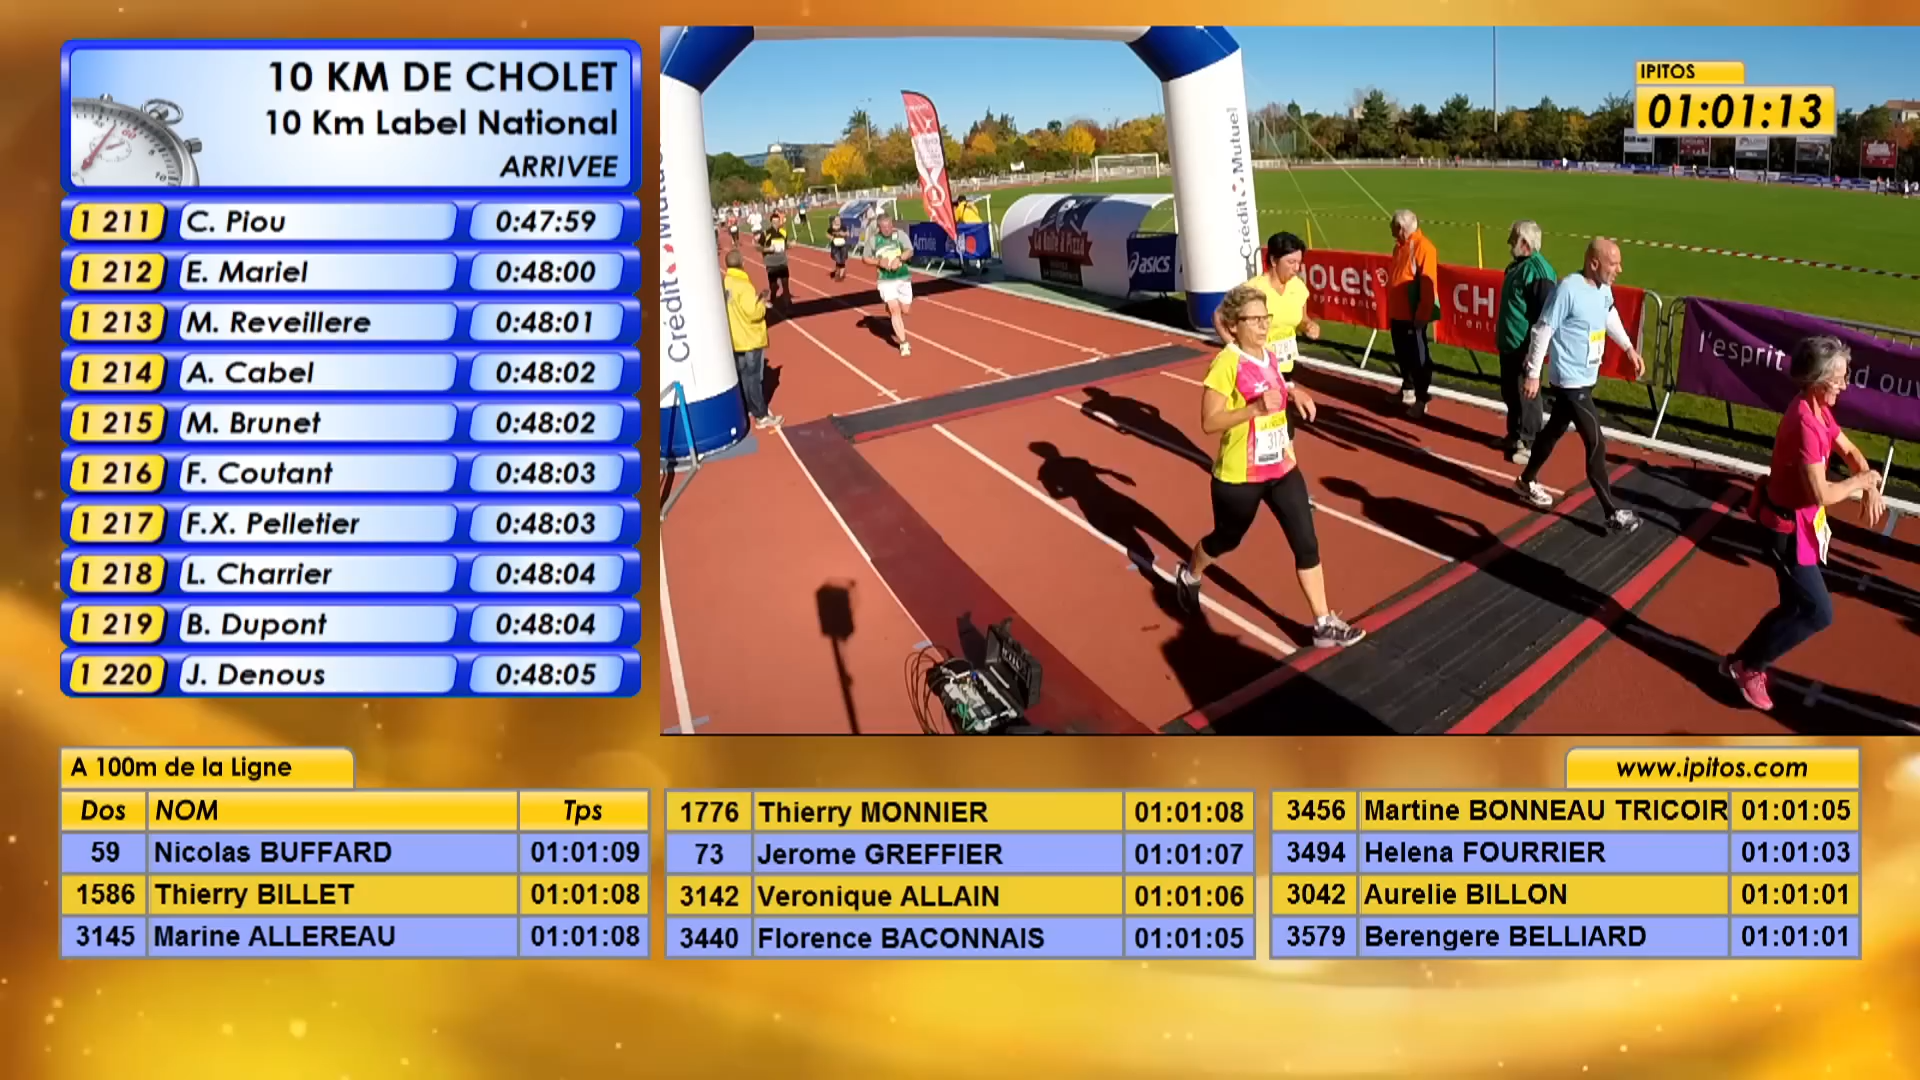 10 KM DE CHOLET
10 Km Label National
ARRIVEE
1 211 C. Piou 0:47:59
1 212 E. Mariel 0:48:00
1 213 M. Reveillere 0:48:01
1 214 A. Cabel 0:48:02
1 215 M. Brunet 0:48:02
1 216 F. Coutant 0:48:03
1 217 F.X. Pelletier 0:48:03
1 218 L. Charrier 0:48:04
1 219 B. Dupont 0:48:04
1 220 J. Denous 0:48:05
IPITOS
01:01:13
Crédit Mutuel
Crédit
Arrivée
asics
CH
l'esprit
A 100m de la Ligne
www.ipitos.com
Dos NOM Tps
59 Nicolas BUFFARD 01:01:09
1586 Thierry BILLET 01:01:08
3145 Marine ALLEREAU 01:01:08
1776 Thierry MONNIER 01:01:08
73 Jerome GREFFIER 01:01:07
3142 Veronique ALLAIN 01:01:06
3440 Florence BACONNAIS 01:01:05
3456 Martine BONNEAU TRICOIR 01:01:05
3494 Helena FOURRIER 01:01:03
3042 Aurelie BILLON 01:01:01
3579 Berengere BELLIARD 01:01:01